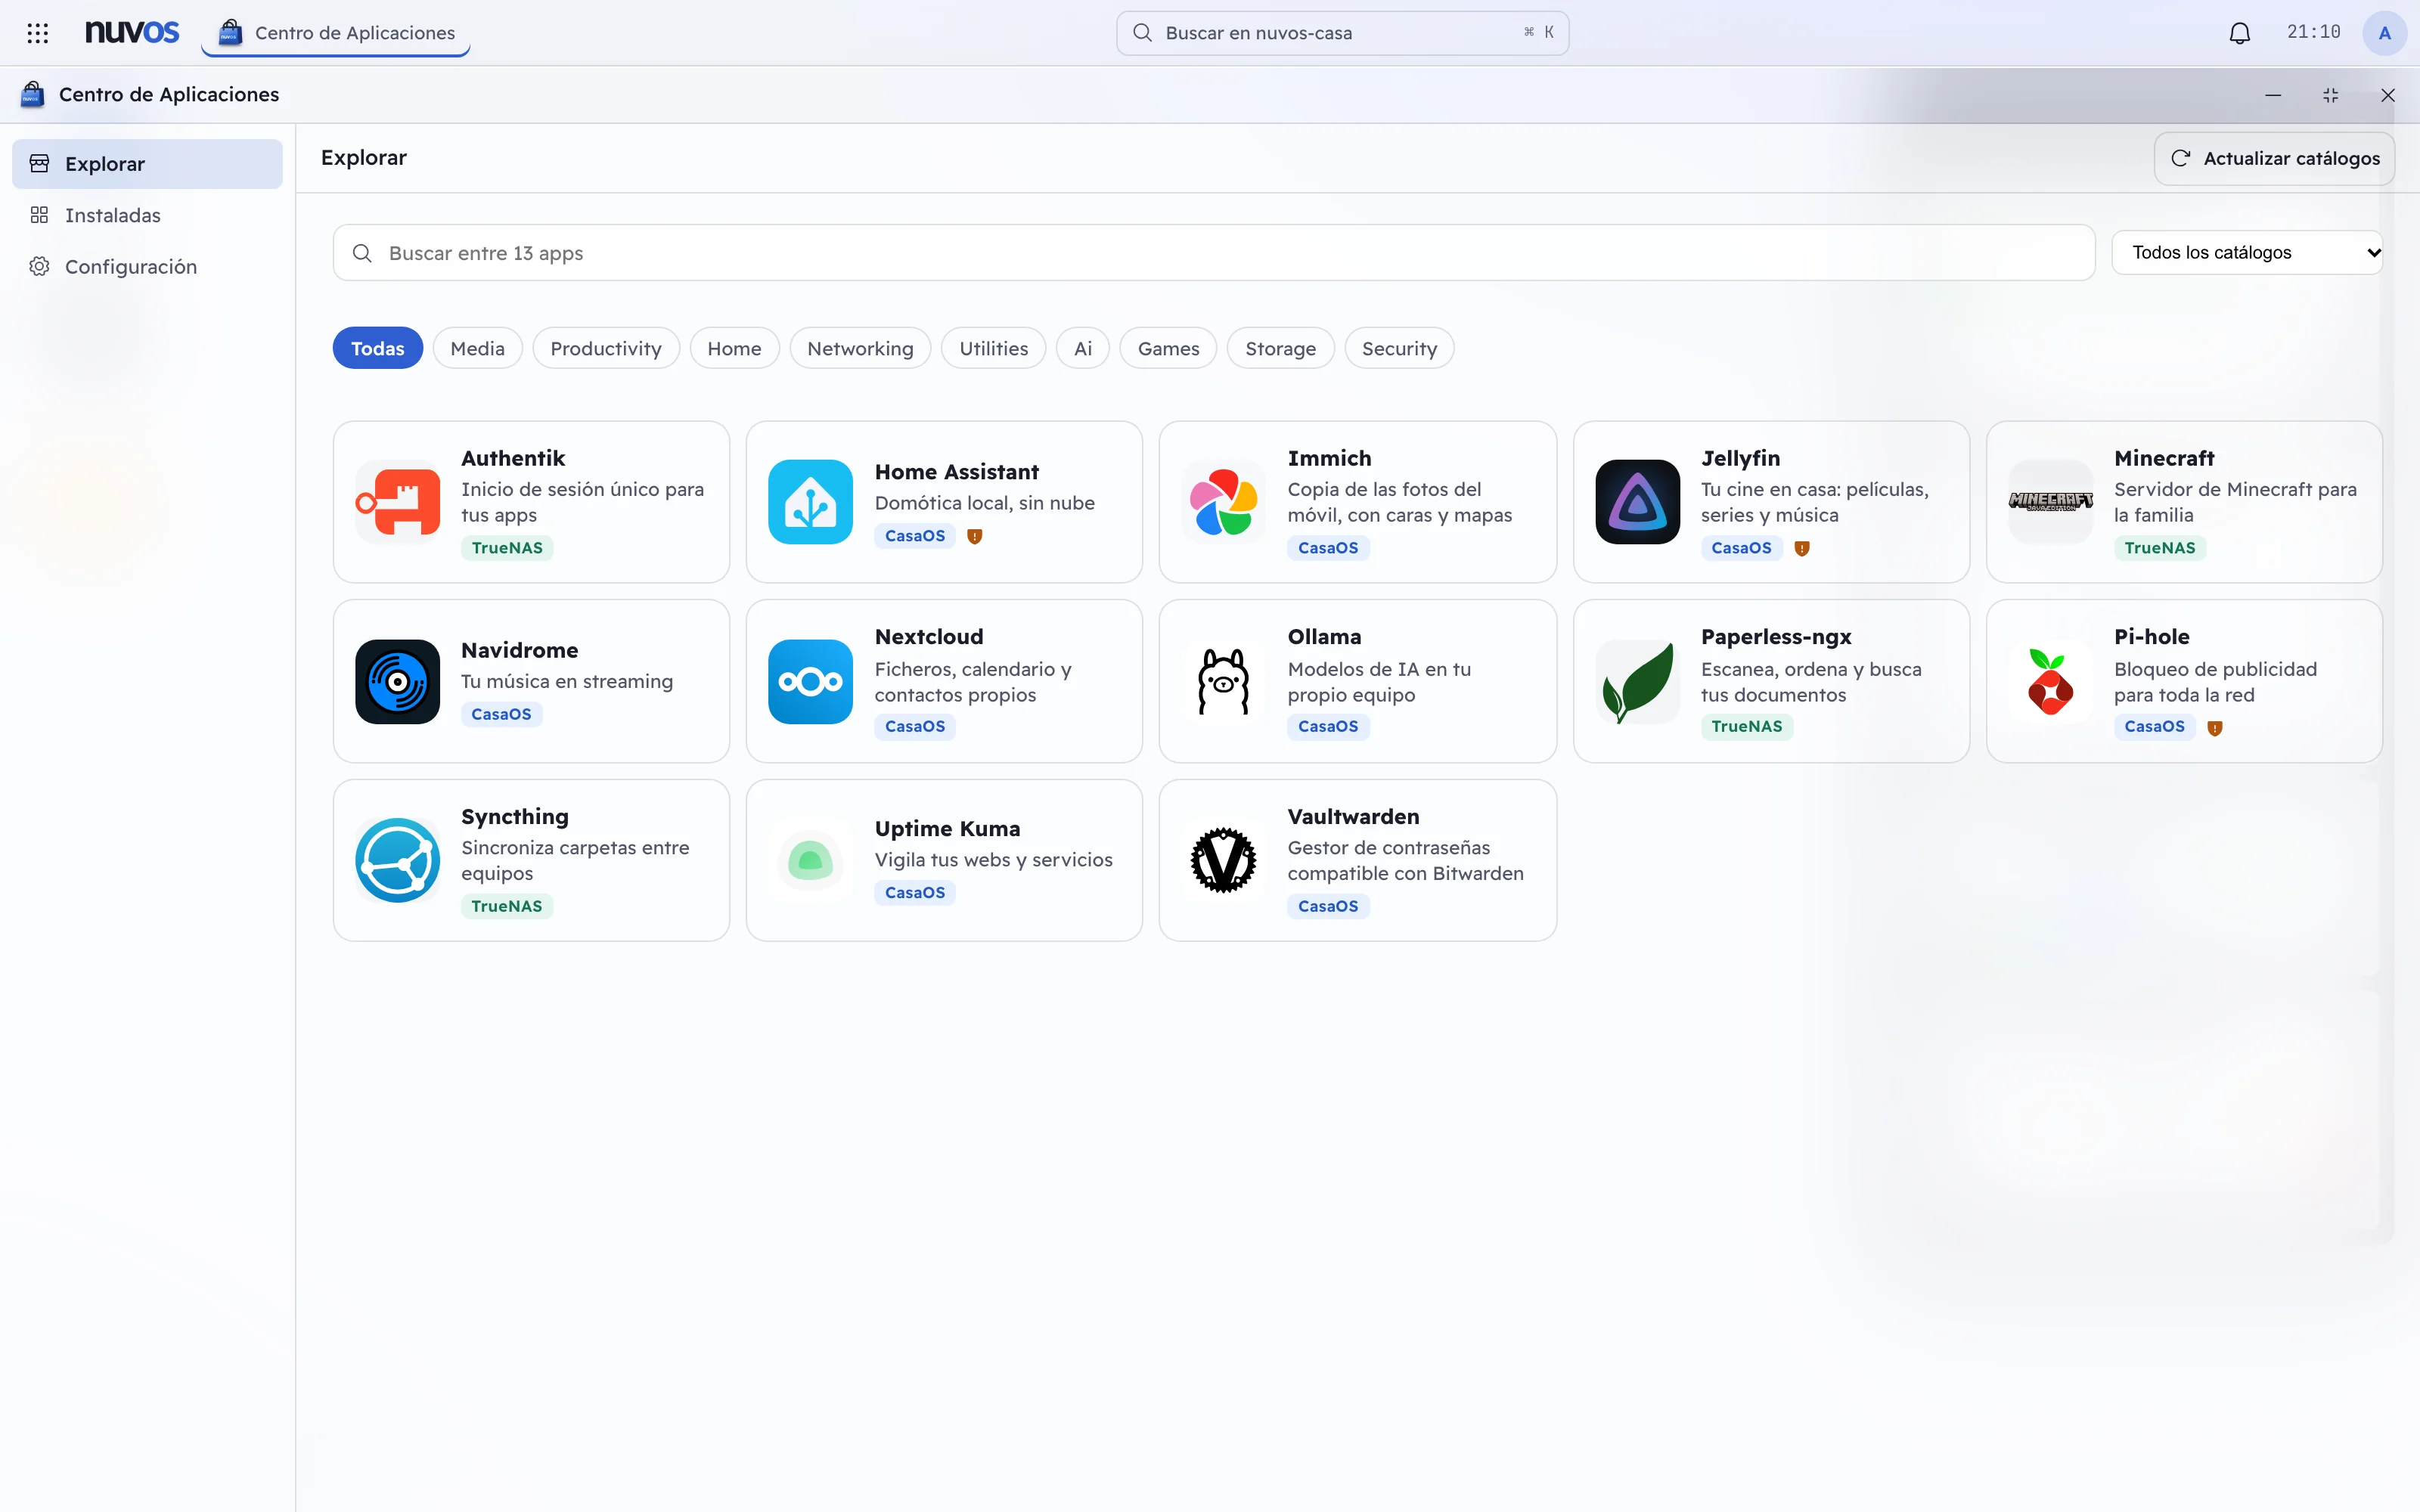 nuvos
nuvos
Centro de Aplicaciones
Buscar en nuvos-casa
⌘ K
21:10
A
nuvos
Centro de Aplicaciones
Explorar
Instaladas
Configuración
Explorar
Actualizar catálogos
Buscar entre 13 apps
Todos los catálogos
Todas
Media
Productivity
Home
Networking
Utilities
Ai
Games
Storage
Security
Authentik
Inicio de sesión único para
tus apps
TrueNAS
Home Assistant
Domótica local, sin nube
CasaOS
Immich
Copia de las fotos del
móvil, con caras y mapas
CasaOS
Jellyfin
Tu cine en casa: películas,
series y música
CasaOS
MINECRAFT
JAVA EDITION
Minecraft
Servidor de Minecraft para
la familia
TrueNAS
Navidrome
Tu música en streaming
CasaOS
Nextcloud
Ficheros, calendario y
contactos propios
CasaOS
Ollama
Modelos de IA en tu
propio equipo
CasaOS
Paperless-ngx
Escanea, ordena y busca
tus documentos
TrueNAS
Pi-hole
Bloqueo de publicidad
para toda la red
CasaOS
Syncthing
Sincroniza carpetas entre
equipos
TrueNAS
Uptime Kuma
Vigila tus webs y servicios
CasaOS
V
Vaultwarden
Gestor de contraseñas
compatible con Bitwarden
CasaOS